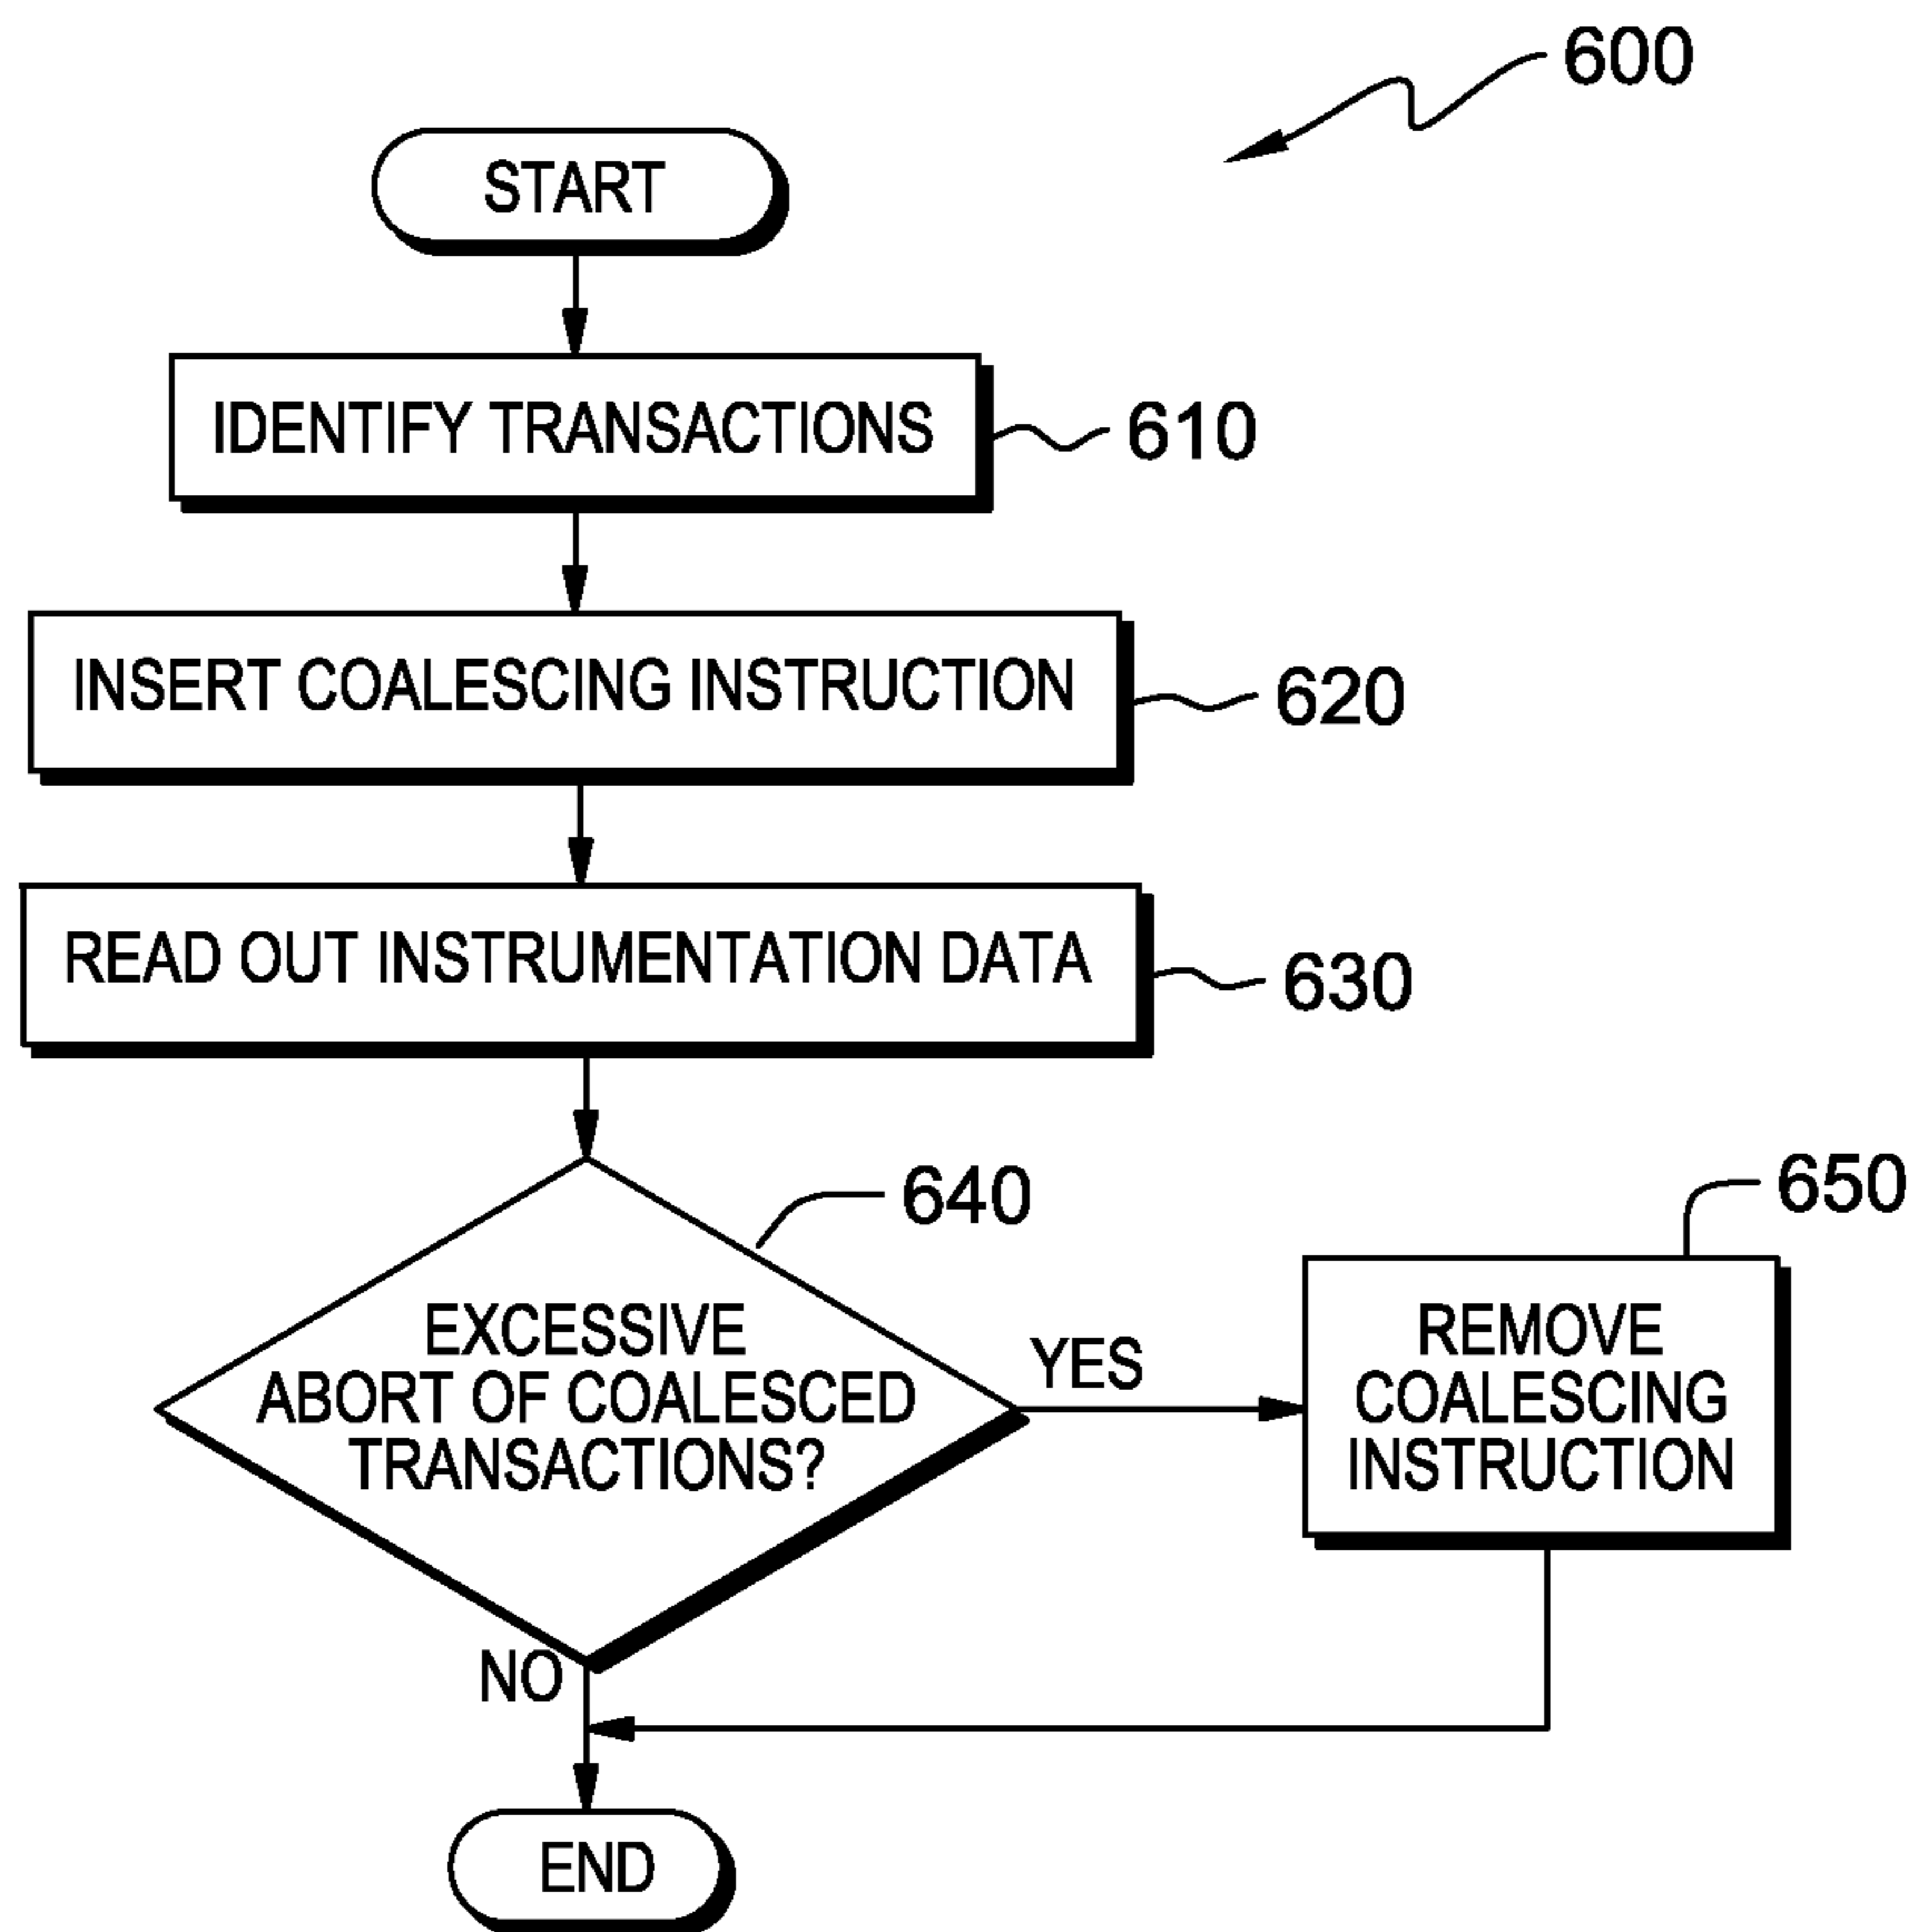 600
START
IDENTIFY TRANSACTIONS
610
INSERT COALESCING INSTRUCTION
620
READ OUT INSTRUMENTATION DATA
630
640
EXCESSIVE
ABORT OF COALESCED
TRANSACTIONS?
YES
650
REMOVE
COALESCING
INSTRUCTION
NO
END